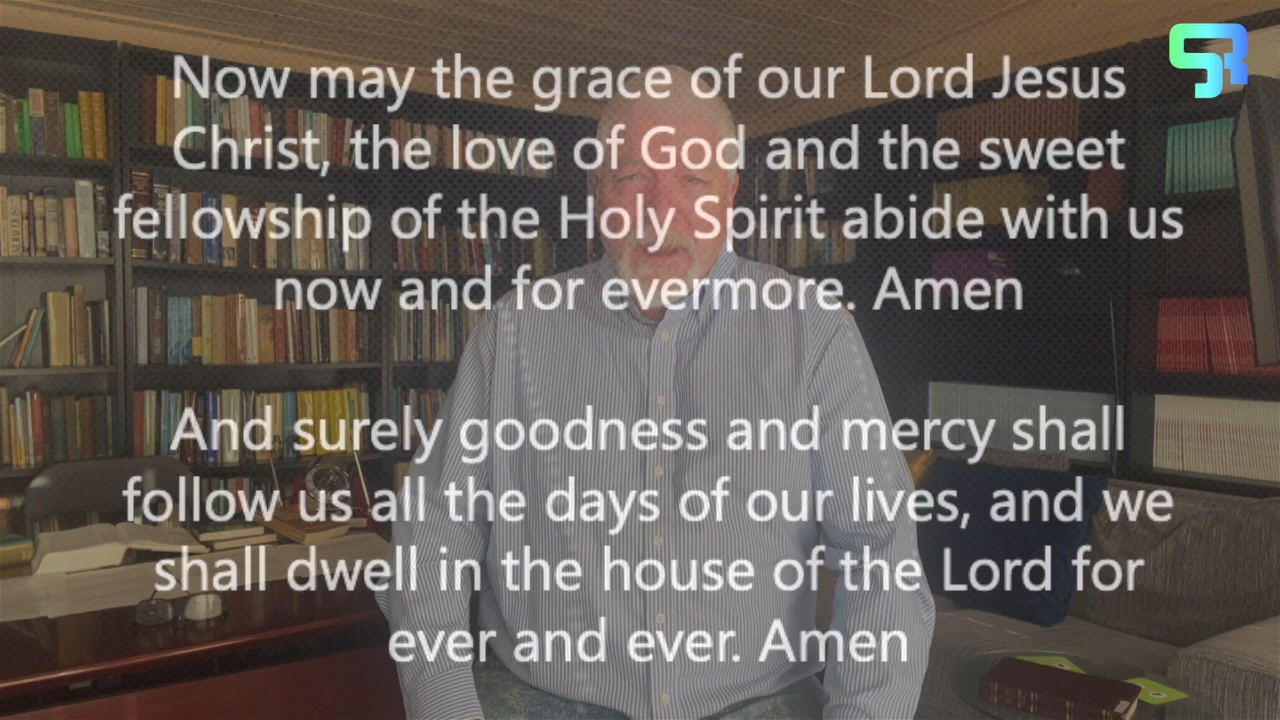 Now may the grace of our Lord Jesus
Christ, the love of God and the sweet
fellowship of the Holy Spirit abide with us
now and for evermore. Amen
And surely goodness and mercy shall
follow us all the days of our lives, and we
shall dwell in the house of the Lord for
ever and ever. Amen